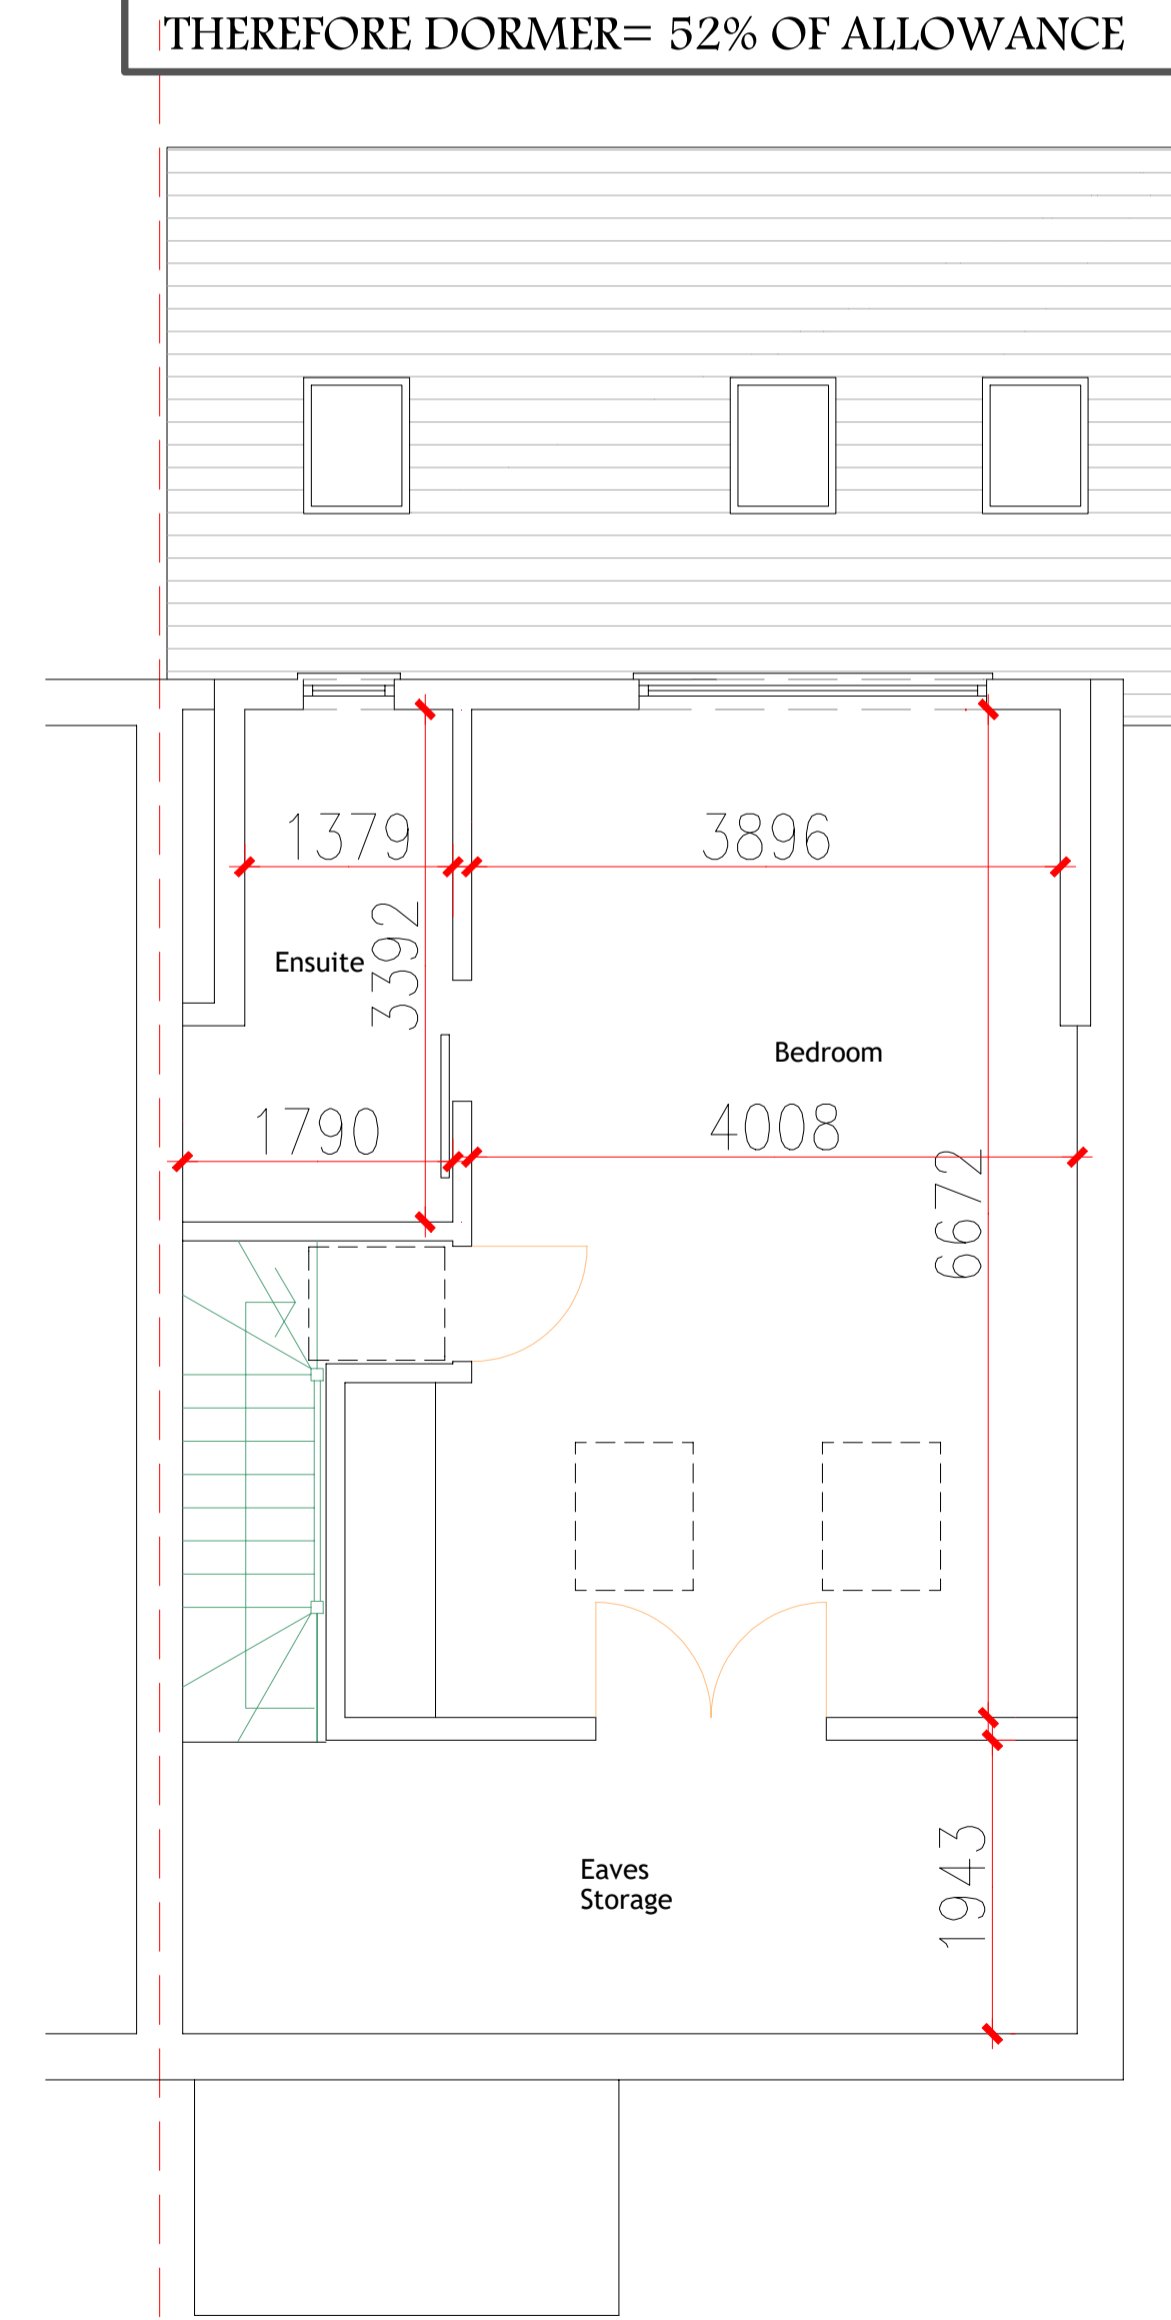 THEREFORE DORMER= 52% OF ALLOWANCE
1379
3896
3392
Ensuite
Bedroom
1790
4008
6672
Eaves
Storage
1943